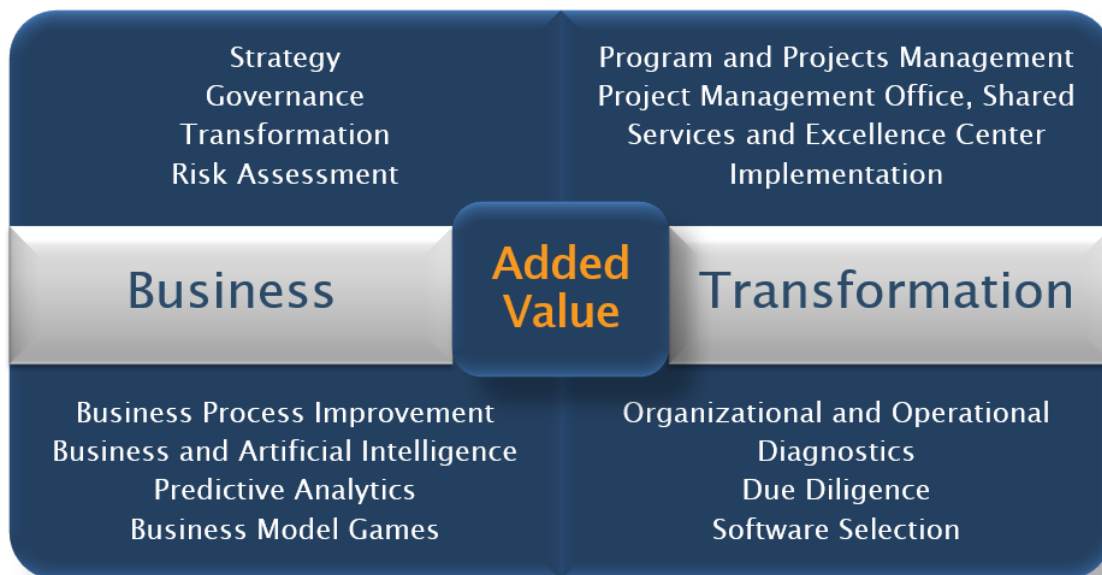 Strategy
Governance
Transformation
Risk Assessment
Program and Projects Management
Project Management Office, Shared
Services and Excellence Center
Implementation
Business
Added
Value
Transformation
Business Process Improvement
Business and Artificial Intelligence
Predictive Analytics
Business Model Games
Organizational and Operational
Diagnostics
Due Diligence
Software Selection